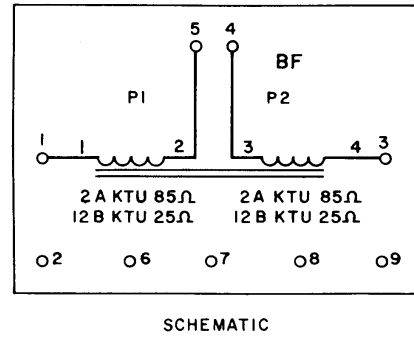 5 4
BF
P1 P2
1 1 2 3 4 3
2A KTU 85Ω 2A KTU 85Ω
12B KTU 25Ω 12B KTU 25Ω
2 6 7 8 9
SCHEMATIC